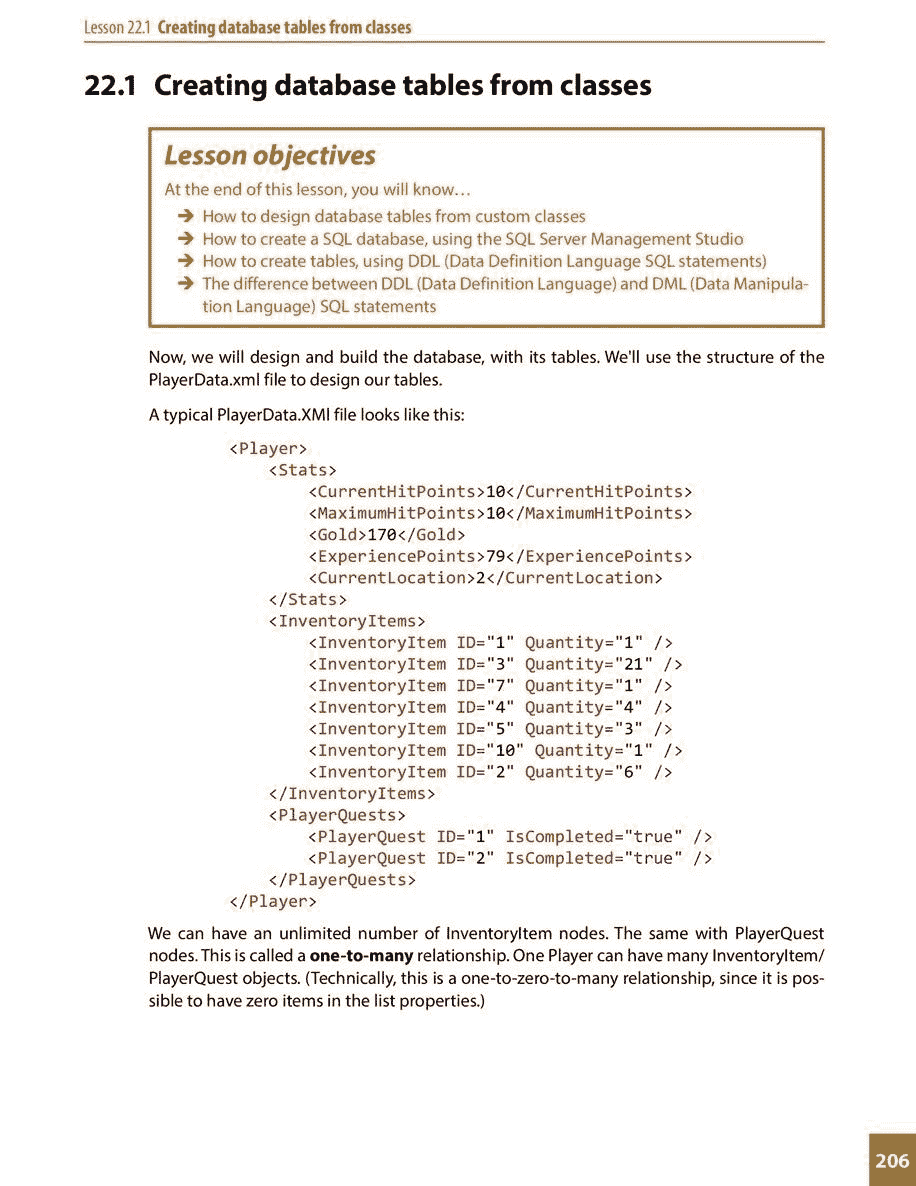 Lesson 22.1 Creating database tables from classes
22.1 Creating database tables from classes
Lesson objectives
At the end of this lesson, you will know…
➔ How to design database tables from custom classes
➔ How to create a SQL database, using the SQL Server Management Studio
➔ How to create tables, using DDL (Data Definition Language SQL statements)
➔ The difference between DDL (Data Definition Language) and DML (Data Manipula-
tion Language) SQL statements
Now, we will design and build the database, with its tables. We'll use the structure of the
PlayerData.xml file to design our tables.
A typical PlayerData.XMl file looks like this:
<Player>
    <Stats>
        <CurrentHitPoints>10</CurrentHitPoints>
        <MaximumHitPoints>10</MaximumHitPoints>
        <Gold>170</Gold>
        <ExperiencePoints>79</ExperiencePoints>
        <CurrentLocation>2</CurrentLocation>
    </Stats>
    <InventoryItems>
        <InventoryItem ID="1" Quantity="1" />
        <InventoryItem ID="3" Quantity="21" />
        <InventoryItem ID="7" Quantity="1" />
        <InventoryItem ID="4" Quantity="4" />
        <InventoryItem ID="5" Quantity="3" />
        <InventoryItem ID="10" Quantity="1" />
        <InventoryItem ID="2" Quantity="6" />
    </InventoryItems>
    <PlayerQuests>
        <PlayerQuest ID="1" IsCompleted="true" />
        <PlayerQuest ID="2" IsCompleted="true" />
    </PlayerQuests>
</Player>
We can have an unlimited number of InventoryItem nodes. The same with PlayerQuest
nodes. This is called a one-to-many relationship. One Player can have many InventoryItem/
PlayerQuest objects. (Technically, this is a one-to-zero-to-many relationship, since it is pos-
sible to have zero items in the list properties.)
206